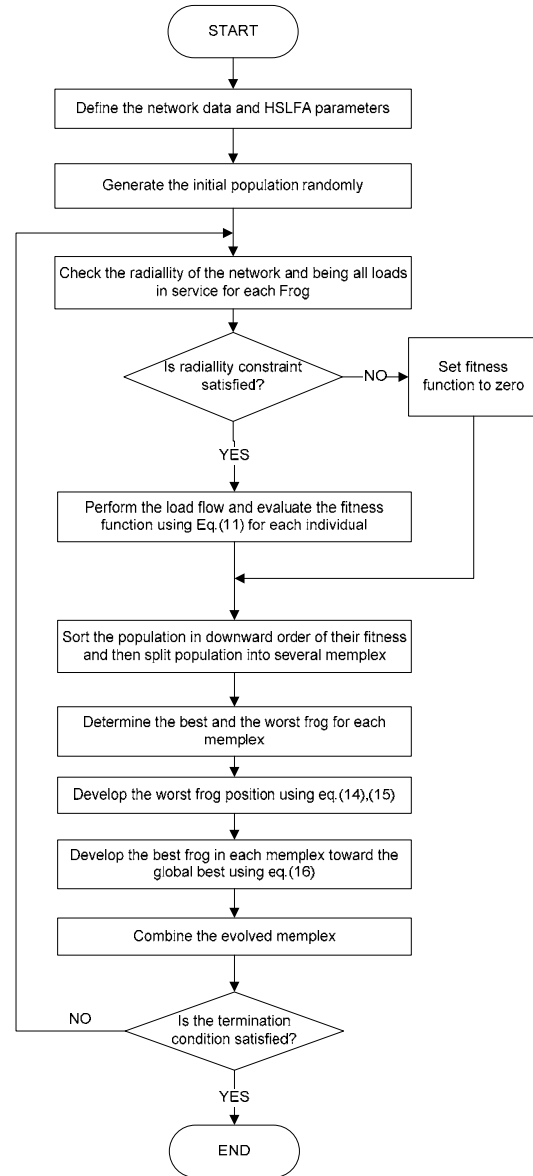 START
Define the network data and HSLFA parameters
Generate the initial population randomly
Check the radiallity of the network and being all loads
in service for each Frog
Is radiallity constraint
satisfied?
NO
Set fitness
function to zero
YES
Perform the load flow and evaluate the fitness
function using Eq.(11) for each individual
Sort the population in downward order of their fitness
and then split population into several memplex
Determine the best and the worst frog for each
memplex
Develop the worst frog position using eq.(14),(15)
Develop the best frog in each memplex toward the
global best using eq.(16)
Combine the evolved memplex
Is the termination
condition satisfied?
NO
YES
END